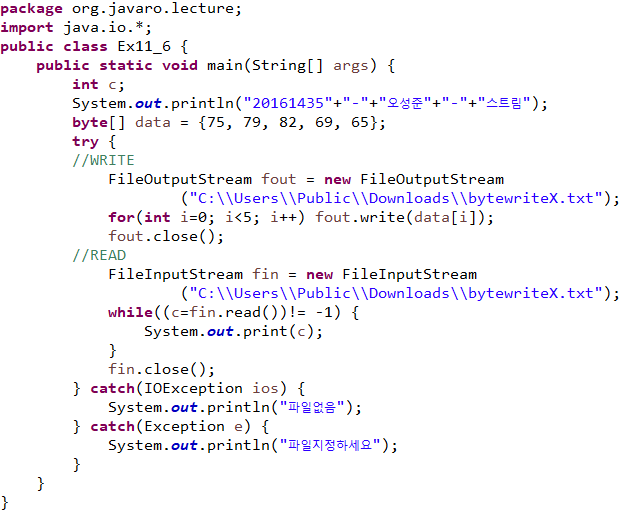 package org.javaro.lecture;
import java.io.*;
public class Ex11_6 {
    public static void main(String[] args) {
        int c;
        System.out.println("20161435"+"-"+"오성준"+"-"+"스트림");
        byte[] data = {75, 79, 82, 69, 65};
        try {
        //WRITE
            FileOutputStream fout = new FileOutputStream
                    ("C:\\Users\\Public\\Downloads\\bytewriteX.txt");
            for(int i=0; i<5; i++) fout.write(data[i]);
            fout.close();
        //READ
            FileInputStream fin = new FileInputStream
                    ("C:\\Users\\Public\\Downloads\\bytewriteX.txt");
            while((c=fin.read())!= -1) {
                System.out.print(c);
            }
            fin.close();
        } catch(IOException ios) {
            System.out.println("파일없음");
        } catch(Exception e) {
            System.out.println("파일지정하세요");
        }
    }
}